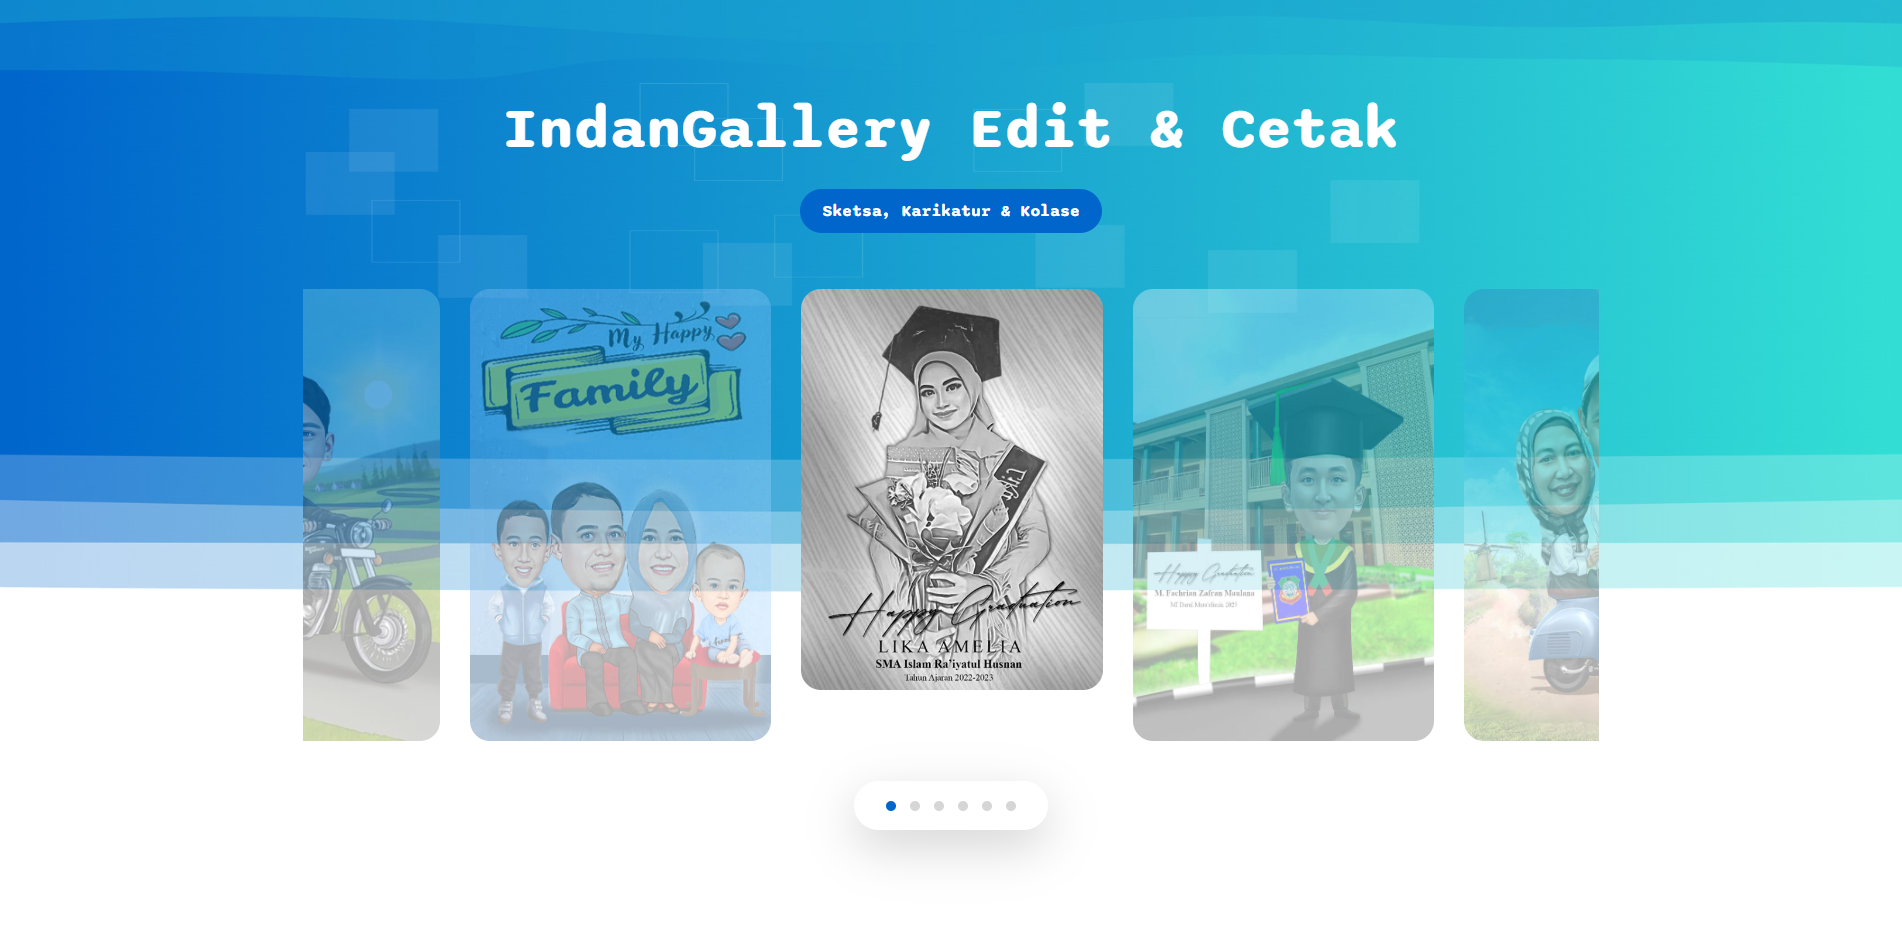 IndanGallery Edit & Cetak
Sketsa, Karikatur & Kolase
My Happy
Family
Happy Graduation
LIKA AMELIA
SMA Islam Ra'iyatul Husnan
Tahun Ajaran 2022-2023
Happy Graduation
M. Fachrian Zafran Maulana